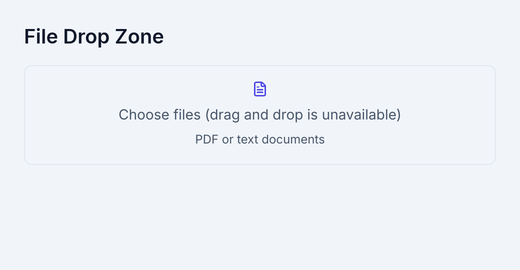 File Drop Zone
Choose files (drag and drop is unavailable)
PDF or text documents